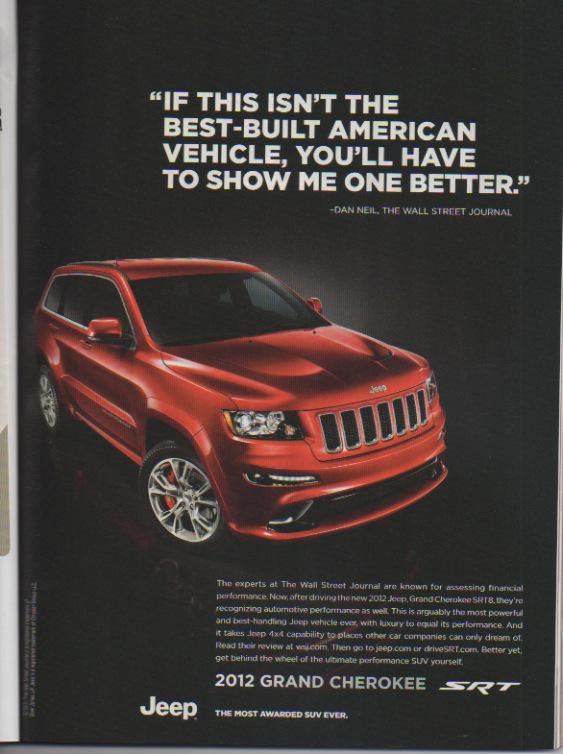 “IF THIS ISN’T THE
BEST-BUILT AMERICAN
VEHICLE, YOU’LL HAVE
TO SHOW ME ONE BETTER.”
–DAN NEIL, THE WALL STREET JOURNAL
Jeep
The experts at The Wall Street Journal are known for assessing financial
performance. Now, after driving the new 2012 Jeep, Grand Cherokee SRT8, they’re
recognizing automotive performance as well. This is arguably the most powerful
and best-handling Jeep vehicle ever, with luxury to equal its performance. And
it takes Jeep 4x4 capability to places other car companies can only dream of.
Read their review at wsj.com. Then go to jeep.com or driveSRT.com. Better yet,
get behind the wheel of the ultimate performance SUV yourself.
2012 GRAND CHEROKEE SRT
Jeep THE MOST AWARDED SUV EVER.